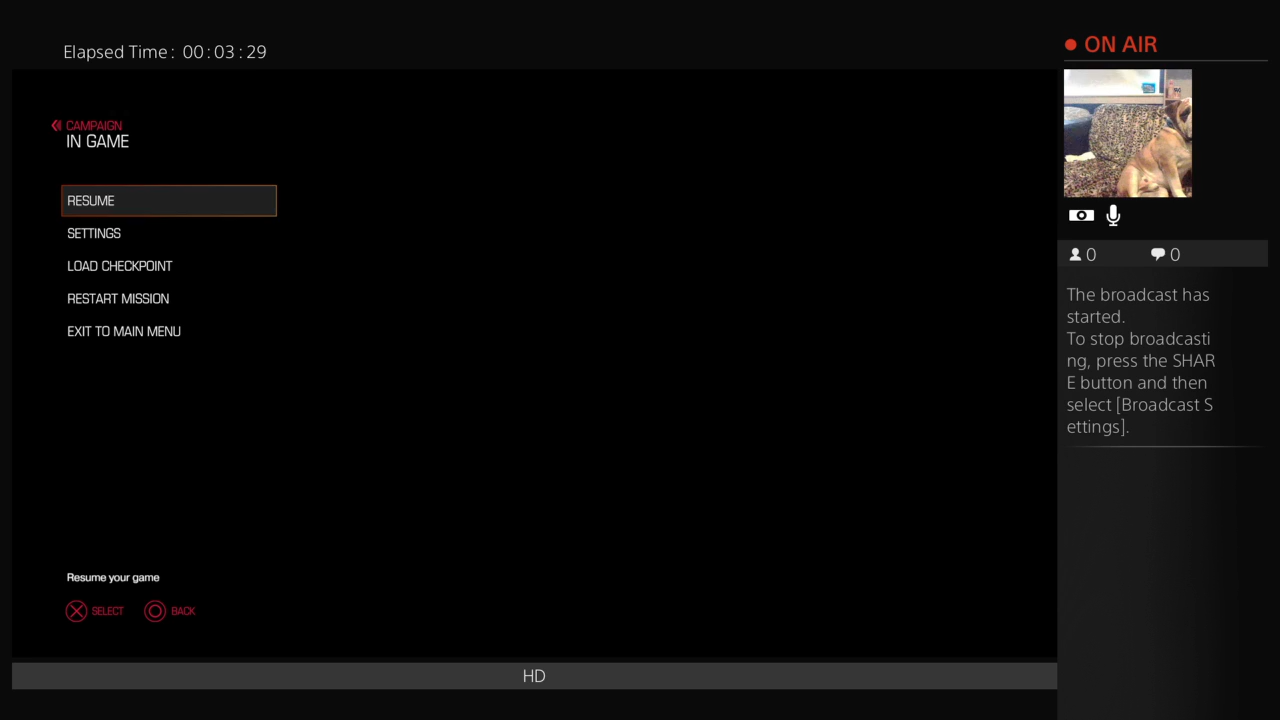 Elapsed Time: 00:03:29
ON AIR
CAMPAIGN
IN GAME
RESUME
SETTINGS
LOAD CHECKPOINT
RESTART MISSION
EXIT TO MAIN MENU
0
0
The broadcast has
started.
To stop broadcasti
ng, press the SHAR
E button and then
select [Broadcast S
ettings].
Resume your game
SELECT
BACK
HD